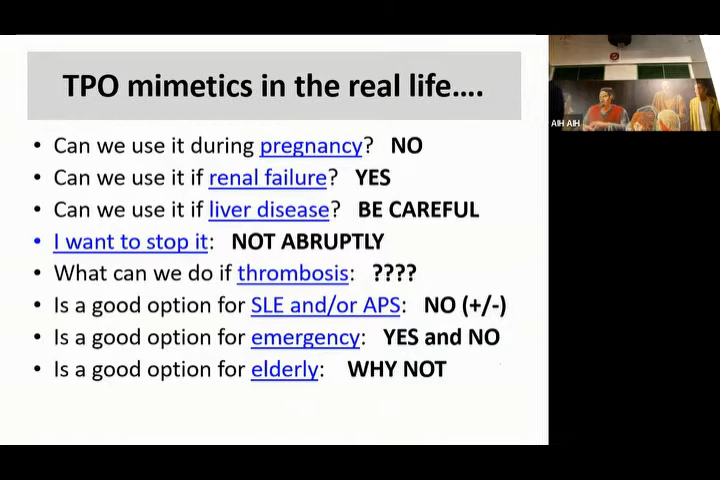 TPO mimetics in the real life....
• Can we use it during pregnancy? NO
• Can we use it if renal failure? YES
• Can we use it if liver disease? BE CAREFUL
• I want to stop it: NOT ABRUPTLY
• What can we do if thrombosis: ????
• Is a good option for SLE and/or APS: NO (+/-)
• Is a good option for emergency: YES and NO
• Is a good option for elderly: WHY NOT
AIH AIH